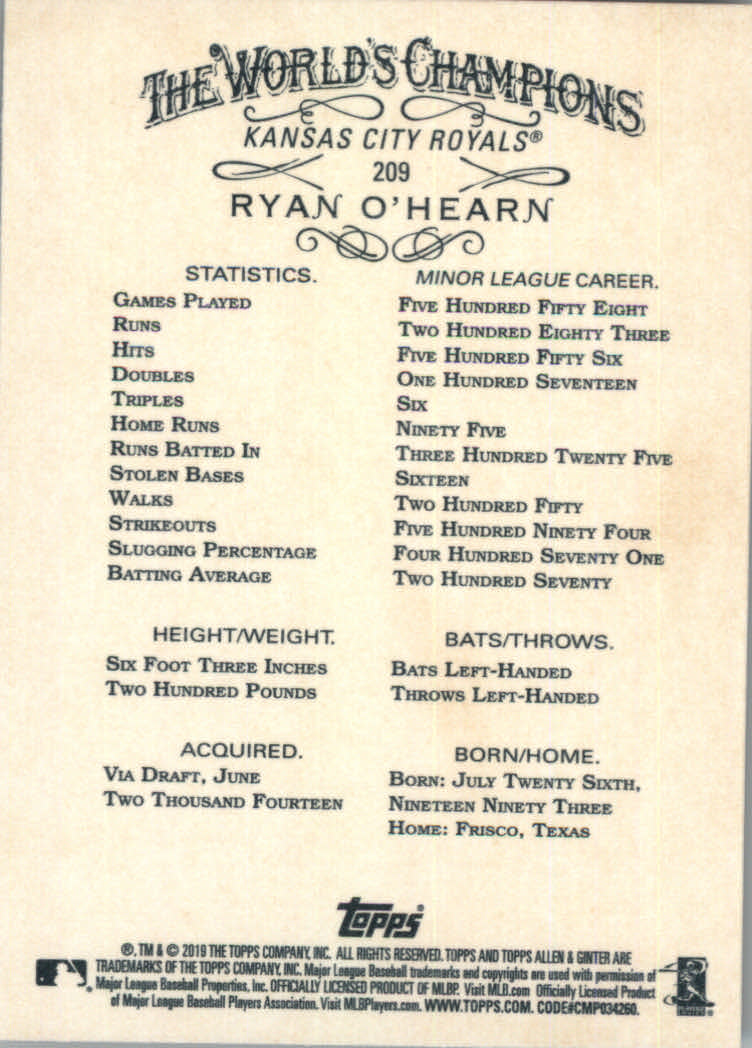 THE WORLD'S CHAMPIONS
KANSAS CITY ROYALS®
209
RYAN O'HEARN
STATISTICS.
GAMES PLAYED
RUNS
HITS
DOUBLES
TRIPLES
HOME RUNS
RUNS BATTED IN
STOLEN BASES
WALKS
STRIKEOUTS
SLUGGING PERCENTAGE
BATTING AVERAGE
MINOR LEAGUE CAREER.
FIVE HUNDRED FIFTY EIGHT
TWO HUNDRED EIGHTY THREE
FIVE HUNDRED FIFTY SIX
ONE HUNDRED SEVENTEEN
SIX
NINETY FIVE
THREE HUNDRED TWENTY FIVE
SIXTEEN
TWO HUNDRED FIFTY
FIVE HUNDRED NINETY FOUR
FOUR HUNDRED SEVENTY ONE
TWO HUNDRED SEVENTY
HEIGHT/WEIGHT.
SIX FOOT THREE INCHES
TWO HUNDRED POUNDS
BATS/THROWS.
BATS LEFT-HANDED
THROWS LEFT-HANDED
ACQUIRED.
VIA DRAFT, JUNE
TWO THOUSAND FOURTEEN
BORN/HOME.
BORN: JULY TWENTY SIXTH,
NINETEEN NINETY THREE
HOME: FRISCO, TEXAS
Topps®
®, TM & © 2019 THE TOPPS COMPANY, INC. ALL RIGHTS RESERVED. TOPPS AND TOPPS ALLEN & GINTER ARE
TRADEMARKS OF THE TOPPS COMPANY, INC. Major League Baseball trademarks and copyrights are used with permission of
Major League Baseball Properties, Inc. OFFICIALLY LICENSED PRODUCT OF MLBP. Visit MLB.com Officially Licensed Product
of Major League Baseball Players Association. Visit MLBPlayers.com. WWW.TOPPS.COM. CODE#CMP034260.